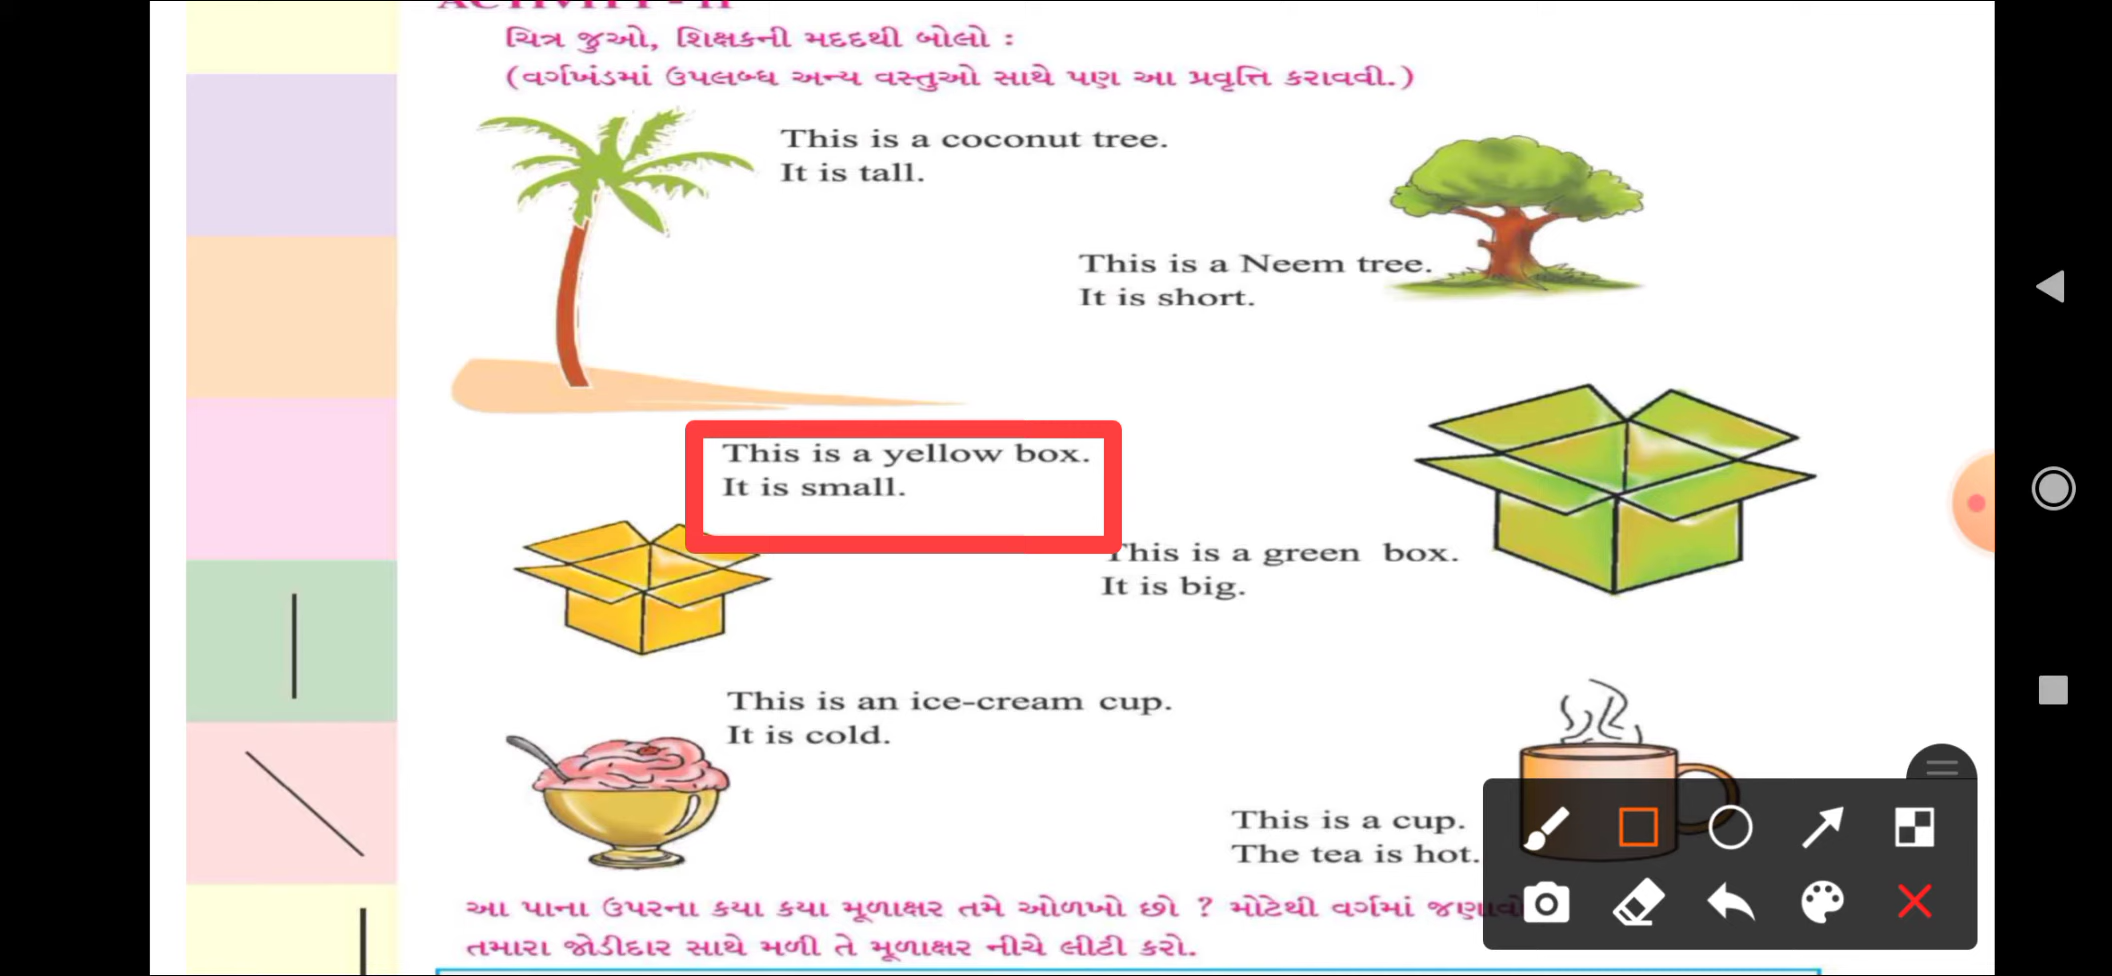 ACTIVITY - 11
ચિત્ર જુઓ, શિક્ષકની મદદથી બોલો :
(વર્ગખંડમાં ઉપલબ્ધ અન્ય વસ્તુઓ સાથે પણ આ પ્રવૃત્તિ કરાવવી.)
This is a coconut tree.
It is tall.
This is a Neem tree.
It is short.
This is a yellow box.
It is small.
This is a green box.
It is big.
This is an ice-cream cup.
It is cold.
This is a cup.
The tea is hot.
આ પાના ઉપરના કયા કયા મૂળાક્ષર તમે ઓળખો છો ? મોટેથી વર્ગમાં જણાવો
તમારા જોડીદાર સાથે મળી તે મૂળાક્ષર નીચે લીટી કરો.